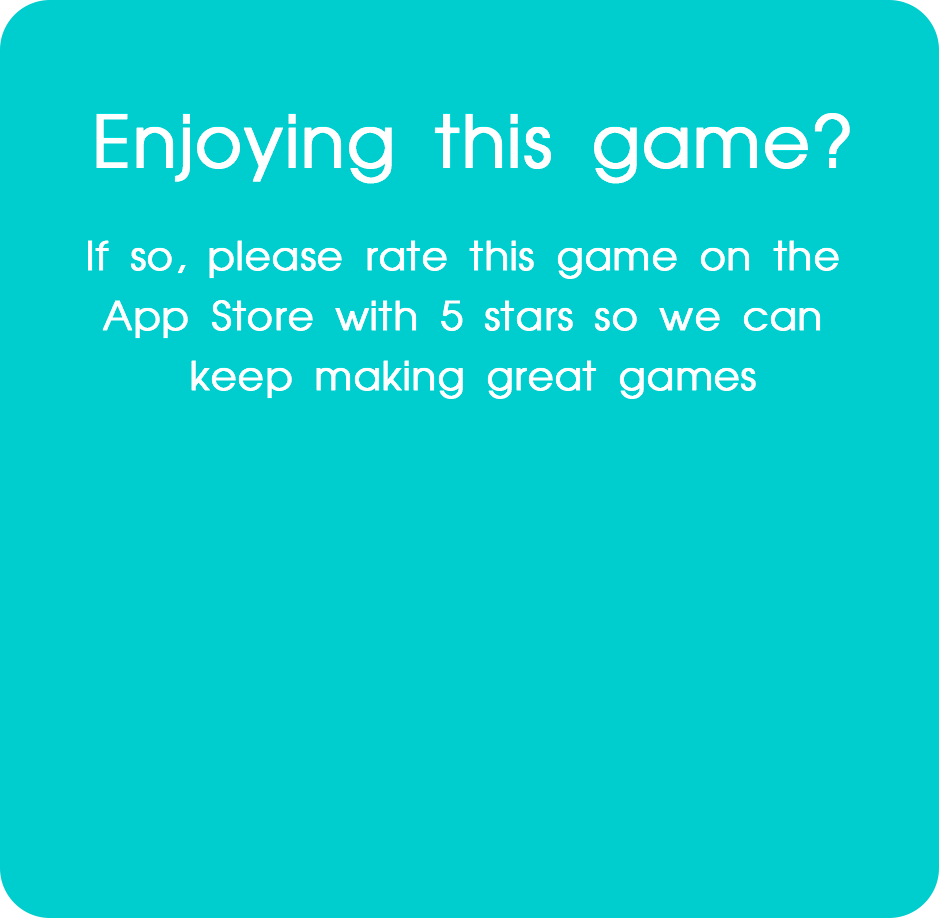 Enjoying this game?
If so, please rate this game on the
App Store with 5 stars so we can
keep making great games